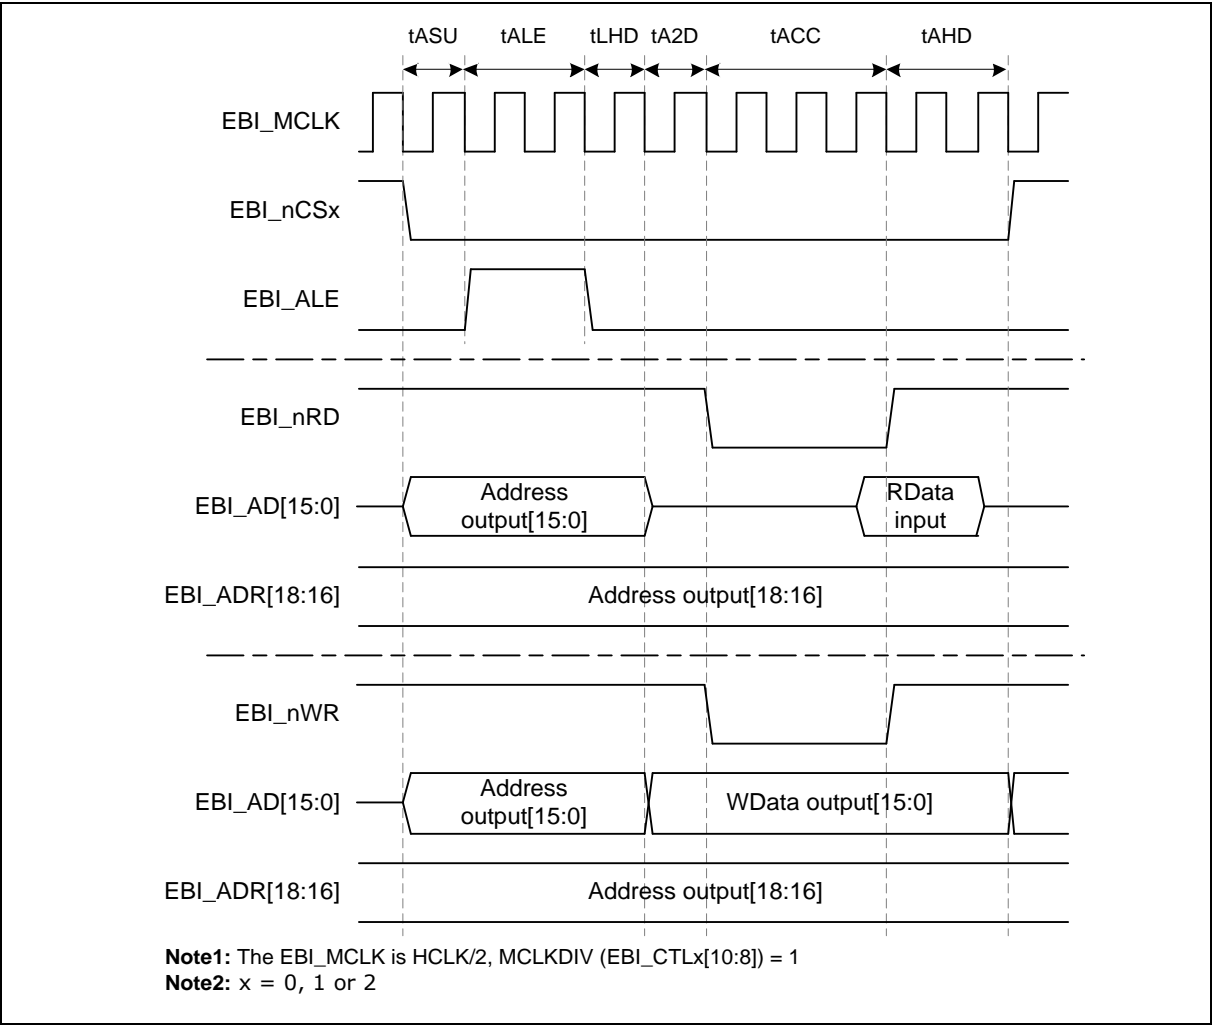 tASU tALE tLHD tA2D tACC tAHD
EBI_MCLK
EBI_nCSx
EBI_ALE
EBI_nRD
EBI_AD[15:0]
Address
output[15:0]
RData
input
EBI_ADR[18:16]
Address output[18:16]
EBI_nWR
EBI_AD[15:0]
Address
output[15:0]
WData output[15:0]
EBI_ADR[18:16]
Address output[18:16]
Note1: The EBI_MCLK is HCLK/2, MCLKDIV (EBI_CTLx[10:8]) = 1
Note2: x = 0, 1 or 2